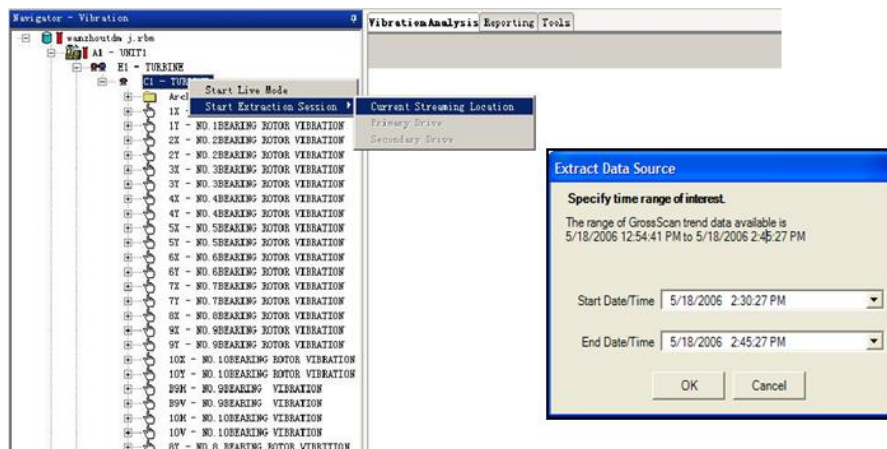 Navigator - Vibration
wanzhoutdm j.rbm
A1 - UNIT1
E1 - TURBINE
C1 - TURBINE
Start Live Mode
Start Extraction Session
Current Streaming Location
Primary Drive
Secondary Drive
1X -
1Y - NO.1BEARING ROTOR VIBRATION
2X - NO.2BEARING ROTOR VIBRATION
2Y - NO.2BEARING ROTOR VIBRATION
3X - NO.3BEARING ROTOR VIBRATION
3Y - NO.3BEARING ROTOR VIBRATION
4X - NO.4BEARING ROTOR VIBRATION
4Y - NO.4BEARING ROTOR VIBRATION
5X - NO.5BEARING ROTOR VIBRATION
5Y - NO.5BEARING ROTOR VIBRATION
6X - NO.6BEARING ROTOR VIBRATION
6Y - NO.6BEARING ROTOR VIBRATION
7X - NO.7BEARING ROTOR VIBRATION
7Y - NO.7BEARING ROTOR VIBRATION
8X - NO.8BEARING ROTOR VIBRATION
9X - NO.9BEARING ROTOR VIBRATION
9Y - NO.9BEARING ROTOR VIBRATION
10X - NO.10BEARING ROTOR VIBRATION
10Y - NO.10BEARING ROTOR VIBRATION
B9H - NO.9BEARING VIBRATION
B9V - NO.9BEARING VIBRATION
10H - NO.10BEARING VIBRATION
10V - NO.10BEARING VIBRATION
8Y - NO.8 BEARING ROTOR VIBRTTION
VibrationAnalysis Reporting Tools
Extract Data Source
Specify time range of interest.
The range of GrossScan trend data available is
5/18/2006 12:54:41 PM to 5/18/2006 2:45:27 PM
Start Date/Time 5/18/2006 2:30:27 PM
End Date/Time 5/18/2006 2:45:27 PM
OK Cancel